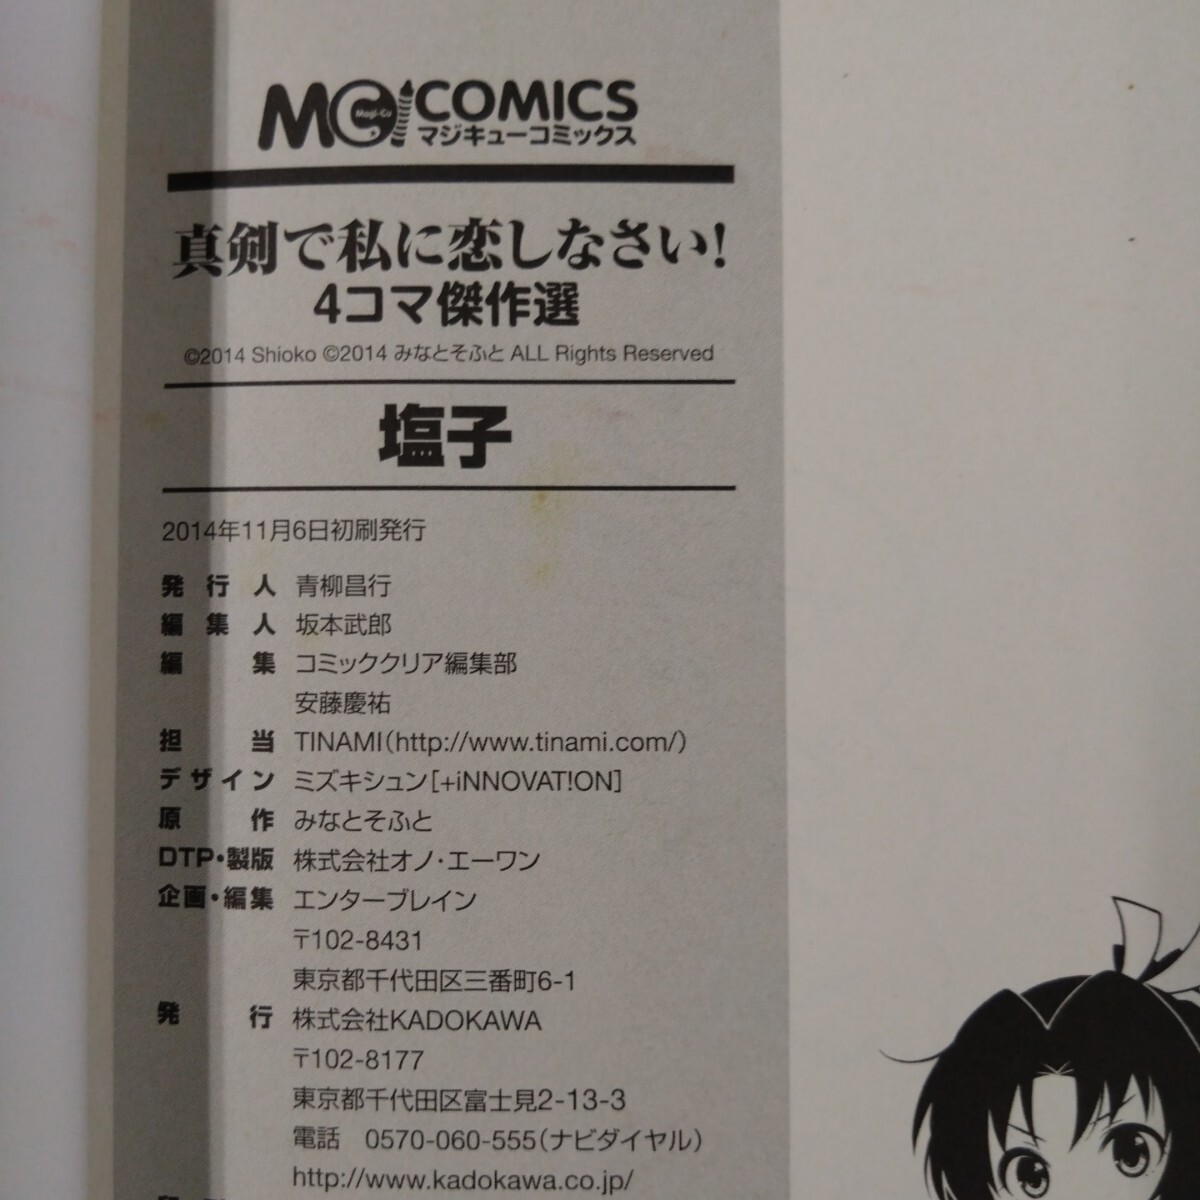 MC COMICS
Magi-Cu
マジキューコミックス
真剣で私に恋しなさい!
4コマ傑作選
©2014 Shioko ©2014 みなとそふと ALL Rights Reserved
塩子
2014年11月6日初刷発行
発行人 青柳昌行
編集人 坂本武郎
編集 コミッククリア編集部
安藤慶祐
担当 TINAMI(http://www.tinami.com/)
デザイン ミズキシュン[+iNNOVAT!ON]
原作 みなとそふと
DTP・製版 株式会社オノ・エーワン
企画・編集 エンターブレイン
〒102-8431
東京都千代田区三番町6-1
発行 株式会社KADOKAWA
〒102-8177
東京都千代田区富士見2-13-3
電話 0570-060-555(ナビダイヤル)
http://www.kadokawa.co.jp/